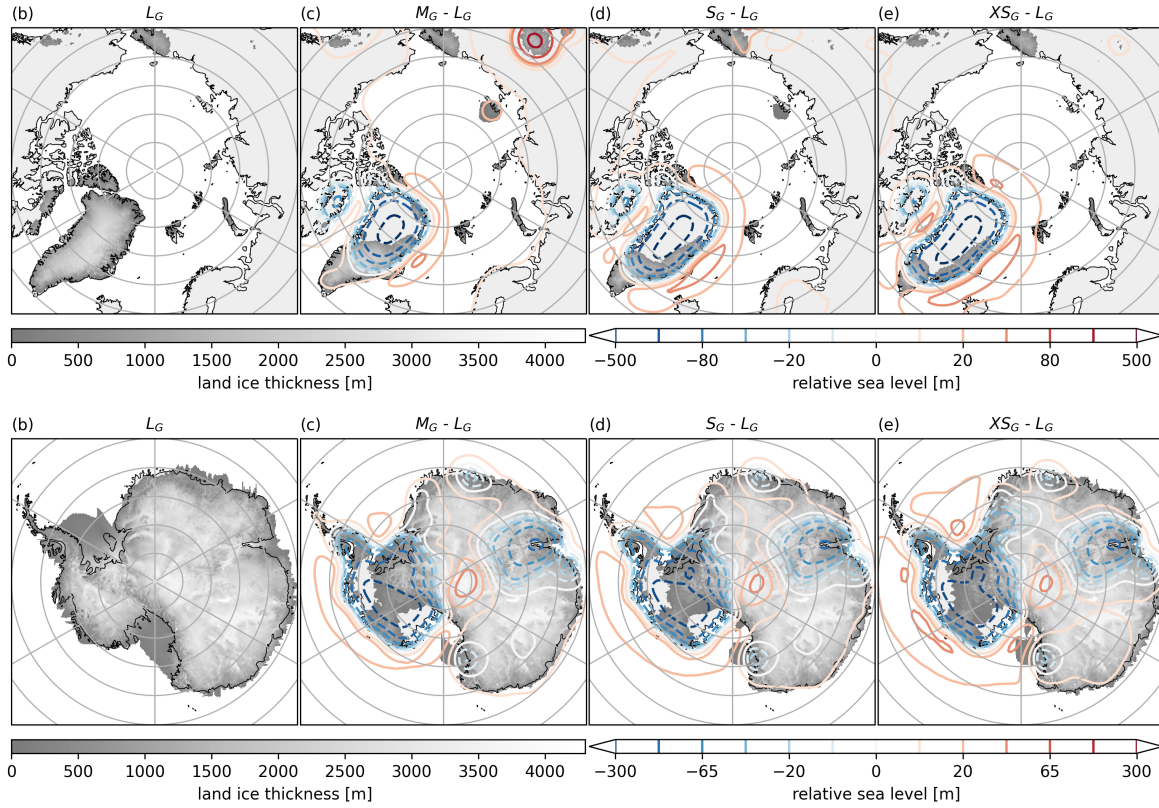 (b) L_G (c) M_G - L_G (d) S_G - L_G (e) XS_G - L_G
0 500 1000 1500 2000 2500 3000 3500 4000 −500 −80 −20 0 20 80 500
land ice thickness [m] relative sea level [m]
(b) L_G (c) M_G - L_G (d) S_G - L_G (e) XS_G - L_G
0 500 1000 1500 2000 2500 3000 3500 4000 −300 −65 −20 0 20 65 300
land ice thickness [m] relative sea level [m]